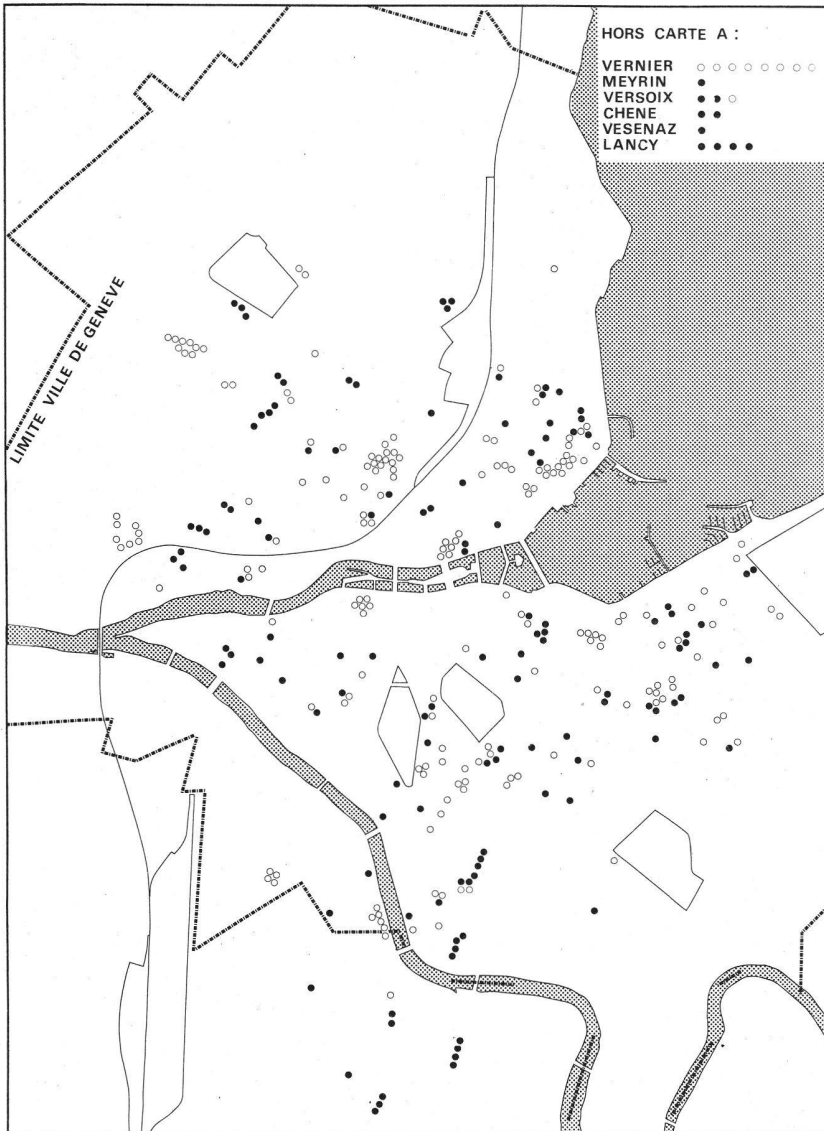 HORS CARTE A :
VERNIER
MEYRIN
VERSOIX
CHENE
VESENAZ
LANCY
LIMITE VILLE DE GENEVE